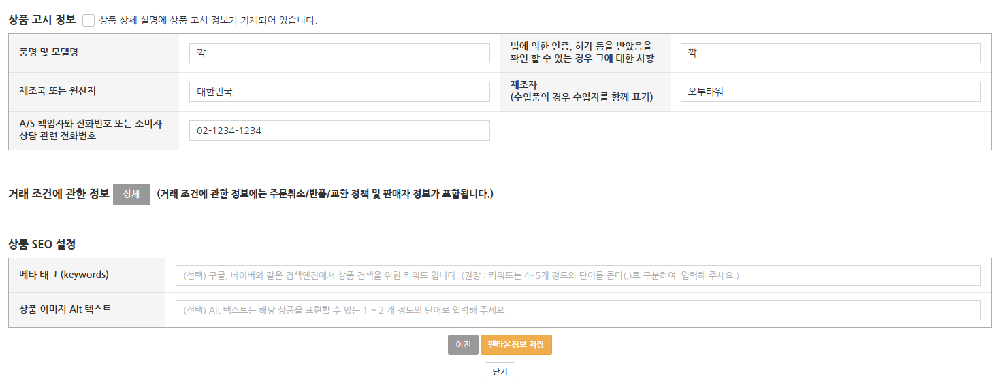 상품 고시 정보 상품 상세 설명에 상품 고시 정보가 기재되어 있습니다.
품명 및 모델명
꺅
법에 의한 인증, 허가 등을 받았음을
확인 할 수 있는 경우 그에 대한 사항
꺅
제조국 또는 원산지
대한민국
제조자
(수입품의 경우 수입자를 함께 표기)
오투타워
A/S 책임자와 전화번호 또는 소비자
상담 관련 전화번호
02-1234-1234
거래 조건에 관한 정보 상세 (거래 조건에 관한 정보에는 주문취소/반품/교환 정책 및 판매자 정보가 포함됩니다.)
상품 SEO 설정
메타 태그 (keywords)
(선택) 구글, 네이버와 같은 검색엔진에서 상품 검색을 위한 키워드 입니다. (권장 : 키워드는 4~5개 정도의 단어를 콤마(,)로 구분하여 입력해 주세요.)
상품 이미지 Alt 텍스트
(선택) Alt 텍스트는 해당 상품을 표현할 수 있는 1 ~ 2 개 정도의 단어로 입력해 주세요.
이전 팬타온정보 저장
닫기